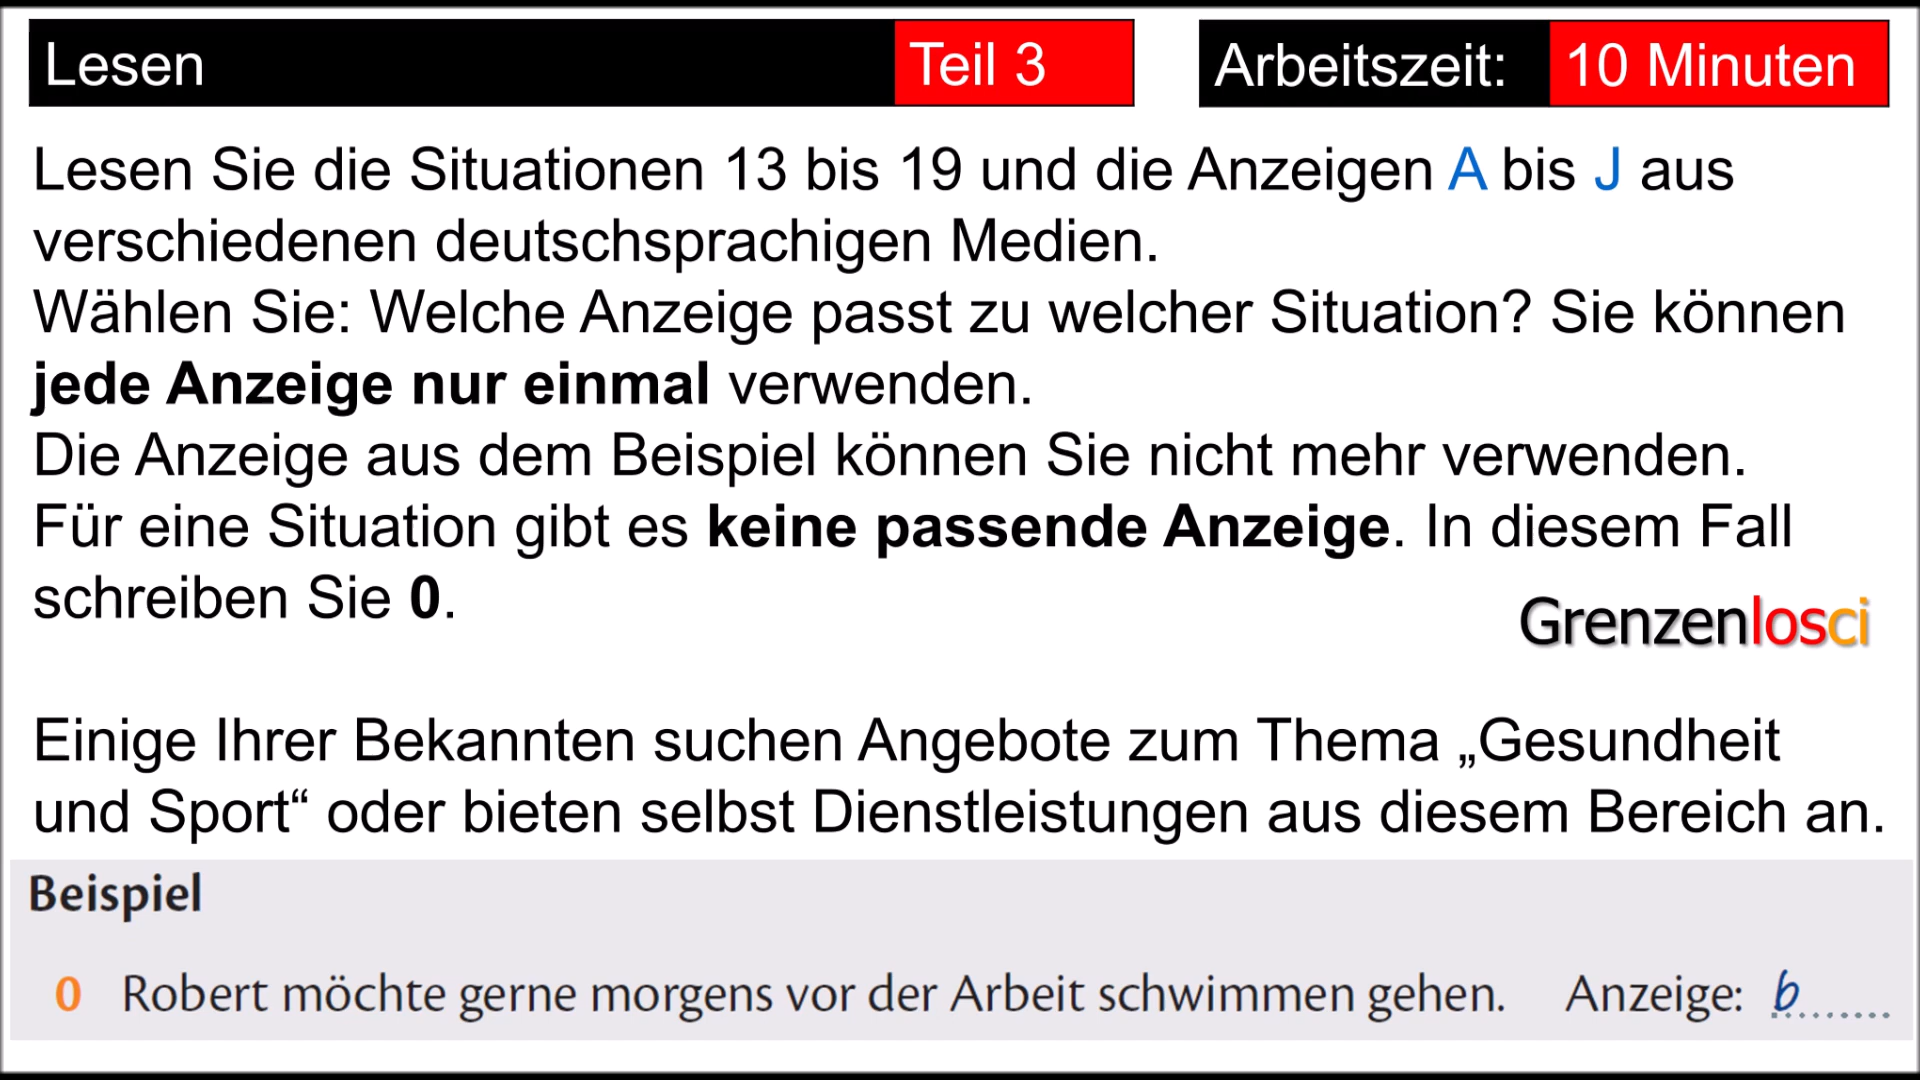 Lesen Teil 3 Arbeitszeit: 10 Minuten
Lesen Sie die Situationen 13 bis 19 und die Anzeigen A bis J aus
verschiedenen deutschsprachigen Medien.
Wählen Sie: Welche Anzeige passt zu welcher Situation? Sie können
jede Anzeige nur einmal verwenden.
Die Anzeige aus dem Beispiel können Sie nicht mehr verwenden.
Für eine Situation gibt es keine passende Anzeige. In diesem Fall
schreiben Sie 0.
Grenzenlosci
Einige Ihrer Bekannten suchen Angebote zum Thema „Gesundheit
und Sport“ oder bieten selbst Dienstleistungen aus diesem Bereich an.
Beispiel
0 Robert möchte gerne morgens vor der Arbeit schwimmen gehen. Anzeige: b........